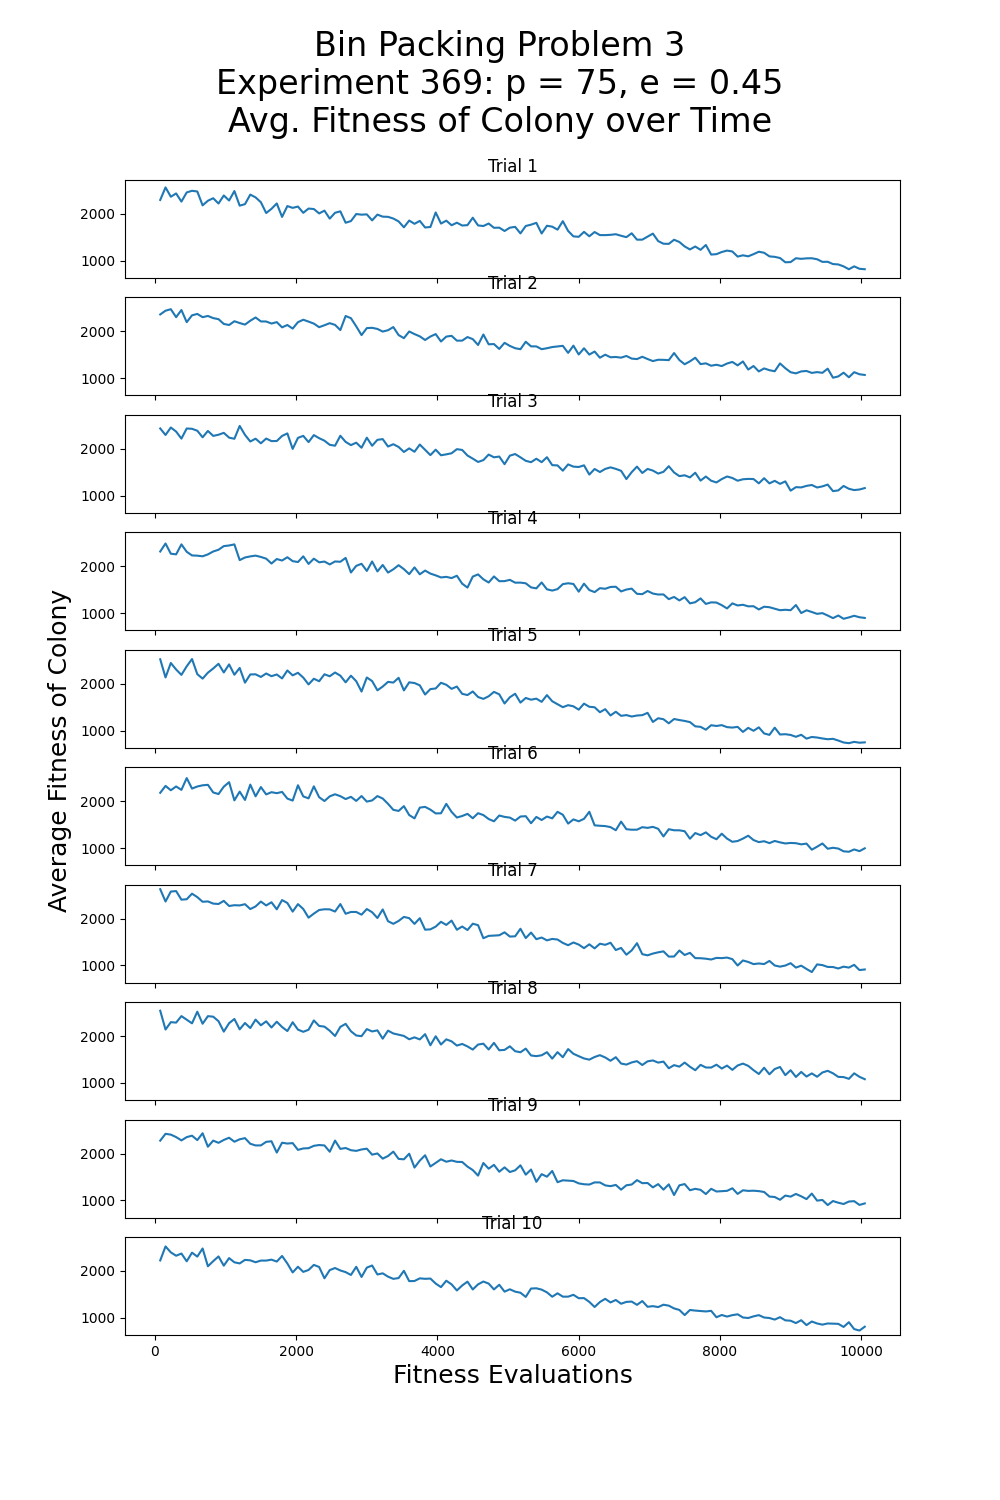 Bin Packing Problem 3
Experiment 369: p = 75, e = 0.45
Avg. Fitness of Colony over Time
Trial 1
2000
1000
Trial 2
2000
1000
Trial 3
2000
1000
Trial 4
2000
1000
Trial 5
2000
1000
Trial 6
2000
1000
Trial 7
2000
1000
Trial 8
2000
1000
Trial 9
2000
1000
Trial 10
2000
1000
0 2000 4000 6000 8000 10000
Fitness Evaluations
Average Fitness of Colony